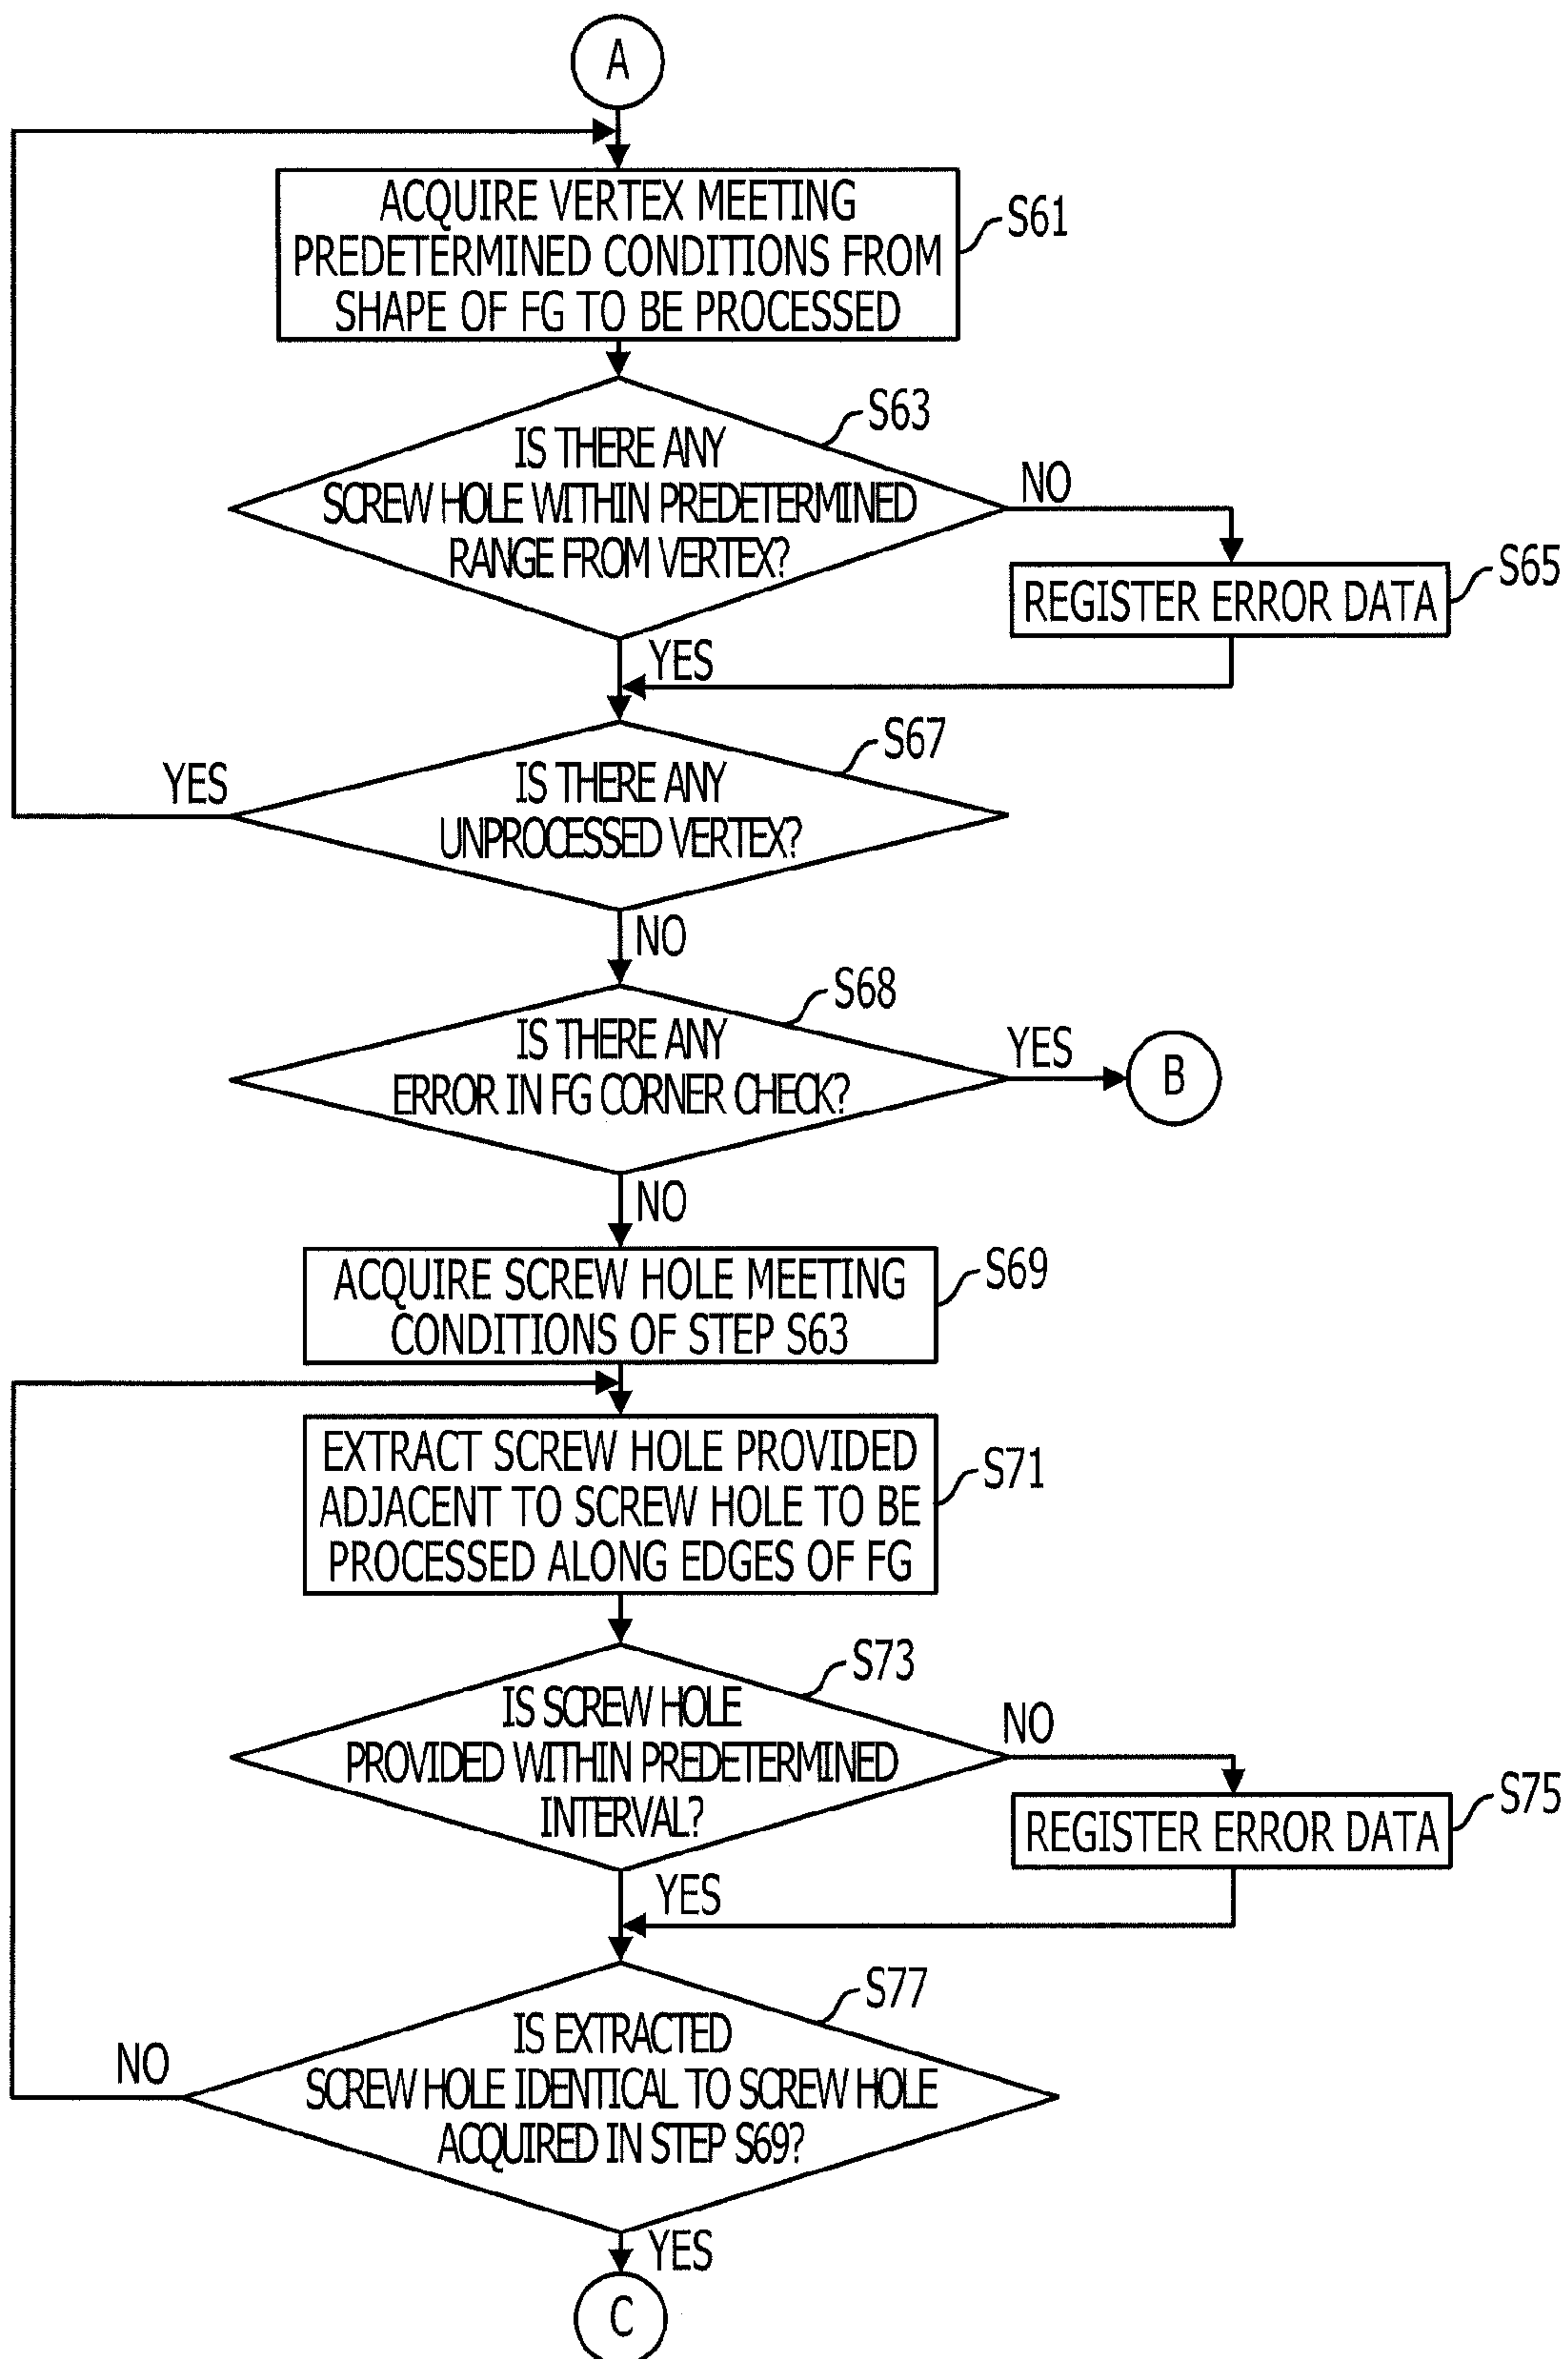 A
ACQUIRE VERTEX MEETING
PREDETERMINED CONDITIONS FROM
SHAPE OF FG TO BE PROCESSED
S61
S63
IS THERE ANY
SCREW HOLE WITHIN PREDETERMINED
RANGE FROM VERTEX?
NO
S65
REGISTER ERROR DATA
YES
S67
IS THERE ANY
UNPROCESSED VERTEX?
YES
NO
S68
IS THERE ANY
ERROR IN FG CORNER CHECK?
YES
B
NO
ACQUIRE SCREW HOLE MEETING
CONDITIONS OF STEP S63
S69
EXTRACT SCREW HOLE PROVIDED
ADJACENT TO SCREW HOLE TO BE
PROCESSED ALONG EDGES OF FG
S71
S73
IS SCREW HOLE
PROVIDED WITHIN PREDETERMINED
INTERVAL?
NO
S75
REGISTER ERROR DATA
YES
S77
IS EXTRACTED
SCREW HOLE IDENTICAL TO SCREW HOLE
ACQUIRED IN STEP S69?
NO
YES
C